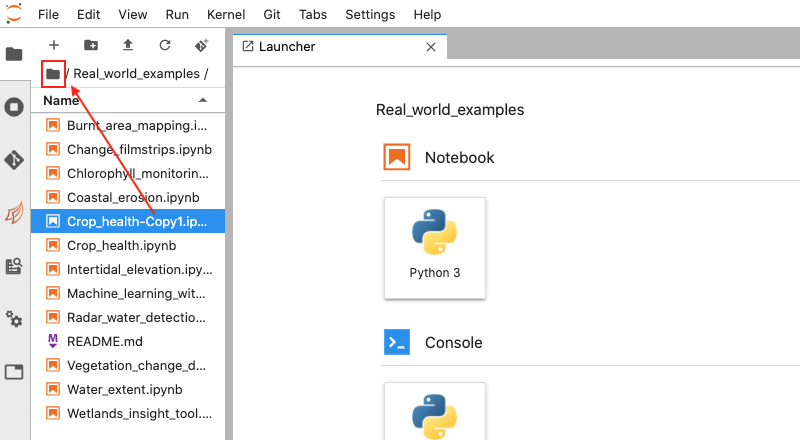 File Edit View Run Kernel Git Tabs Settings Help
Launcher
/ Real_world_examples /
Name
Burnt_area_mapping.i...
Change_filmstrips.ipynb
Chlorophyll_monitorin...
Coastal_erosion.ipynb
Crop_health-Copy1.ip...
Crop_health.ipynb
Intertidal_elevation.ipy...
Machine_learning_wit...
Radar_water_detectio...
M README.md
Vegetation_change_d...
Water_extent.ipynb
Wetlands_insight_tool....
Real_world_examples
Notebook
Python 3
>_ Console